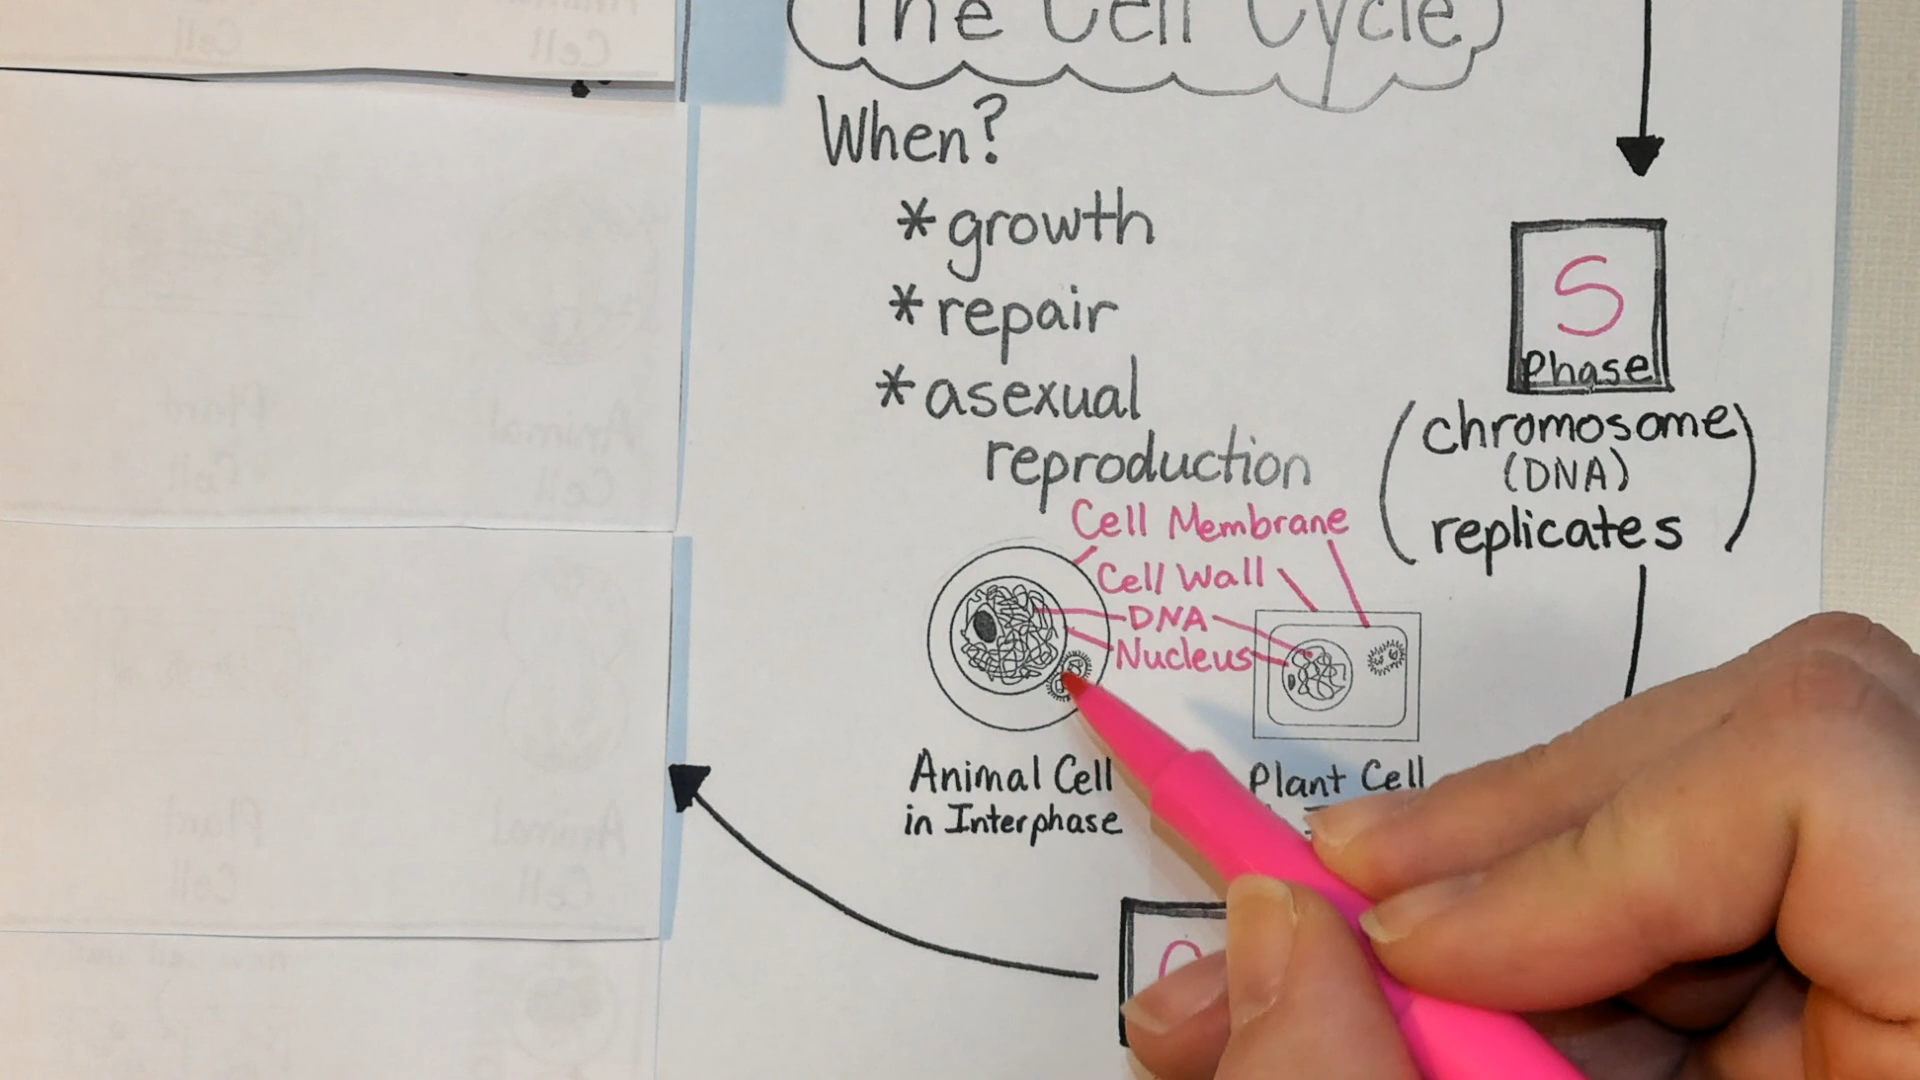 The Cell Cycle
When?
* growth
* repair
* asexual
reproduction
Cell Membrane
Cell Wall
DNA
Nucleus
Animal Cell
in Interphase
Plant Cell
S
Phase
(chromosome
(DNA)
replicates)